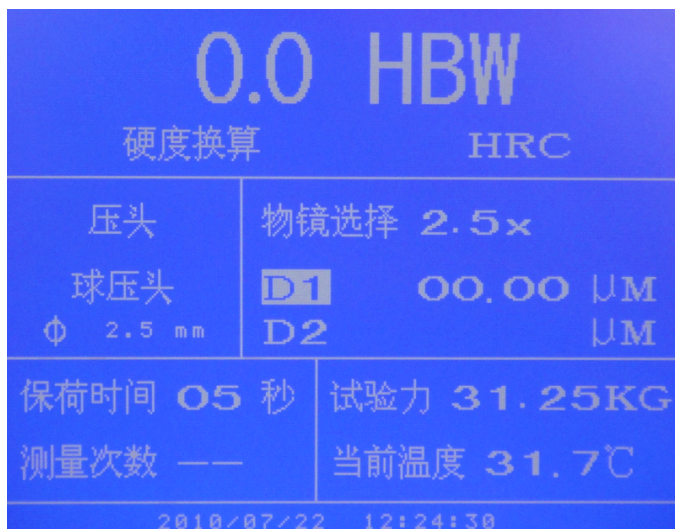 0.0 HBW
硬度换算 HRC
压头
球压头
ф 2.5 mm
物镜选择 2.5x
D1 00.00 μM
D2 μM
保荷时间 05 秒
测量次数 ——
试验力 31.25KG
当前温度 31.7℃
2010/07/22 12:24:30